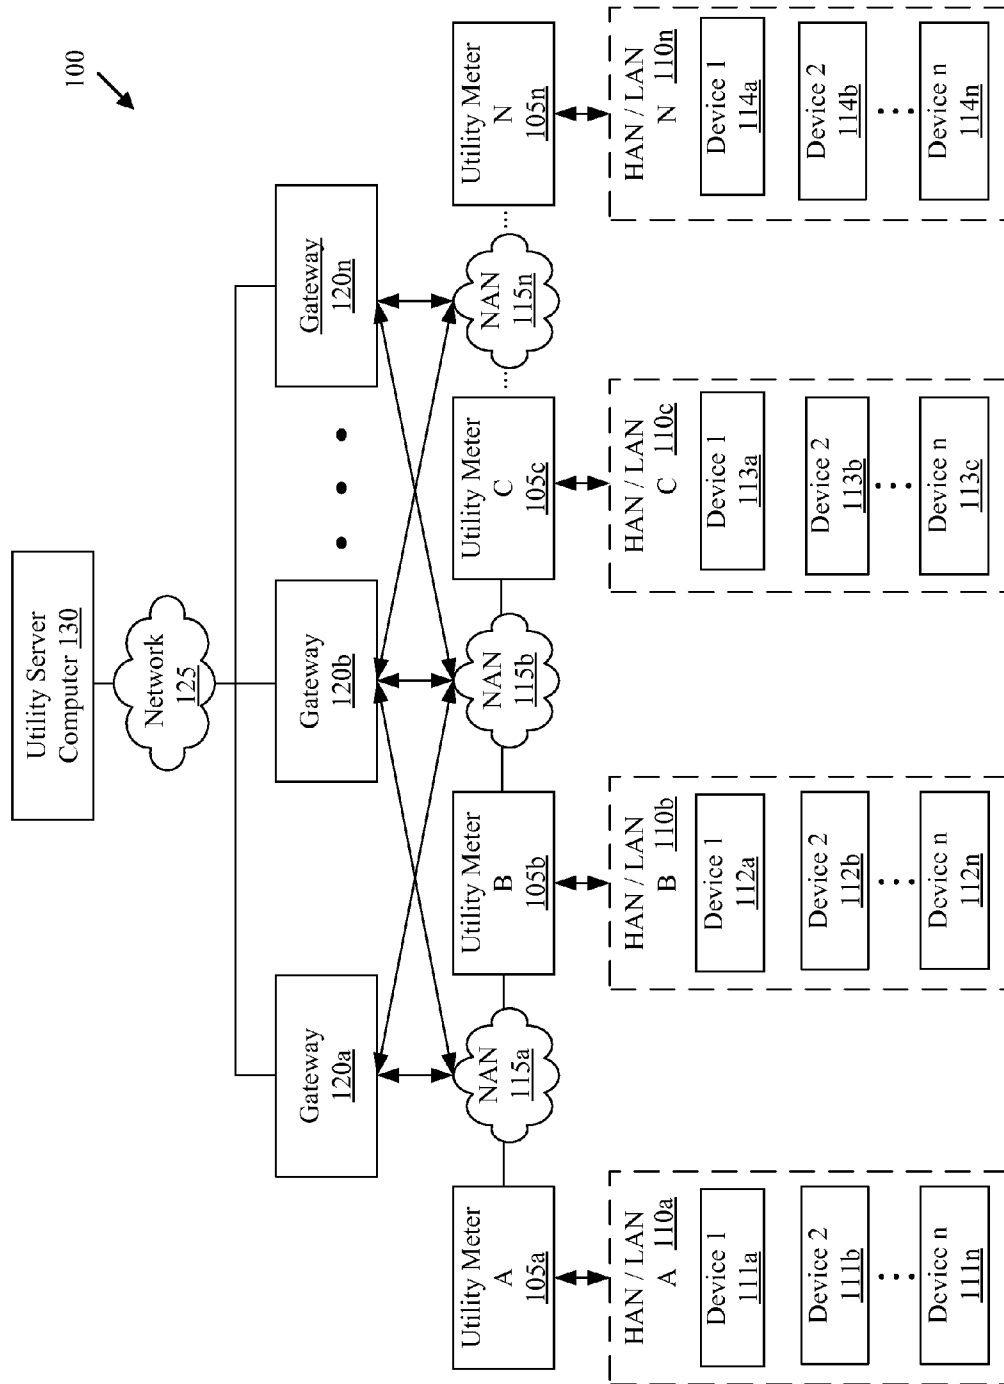 100
Utility Server
Computer 130
Network
125
Gateway
120a
Gateway
120b
Gateway
120n
NAN
115a
NAN
115b
NAN
115n
Utility Meter
A
105a
Utility Meter
B
105b
Utility Meter
C
105c
Utility Meter
N
105n
HAN / LAN
A 110a
Device 1
111a
Device 2
111b
Device n
111n
HAN / LAN
B 110b
Device 1
112a
Device 2
112b
Device n
112n
HAN / LAN
C 110c
Device 1
113a
Device 2
113b
Device n
113c
HAN / LAN
N 110n
Device 1
114a
Device 2
114b
Device n
114n